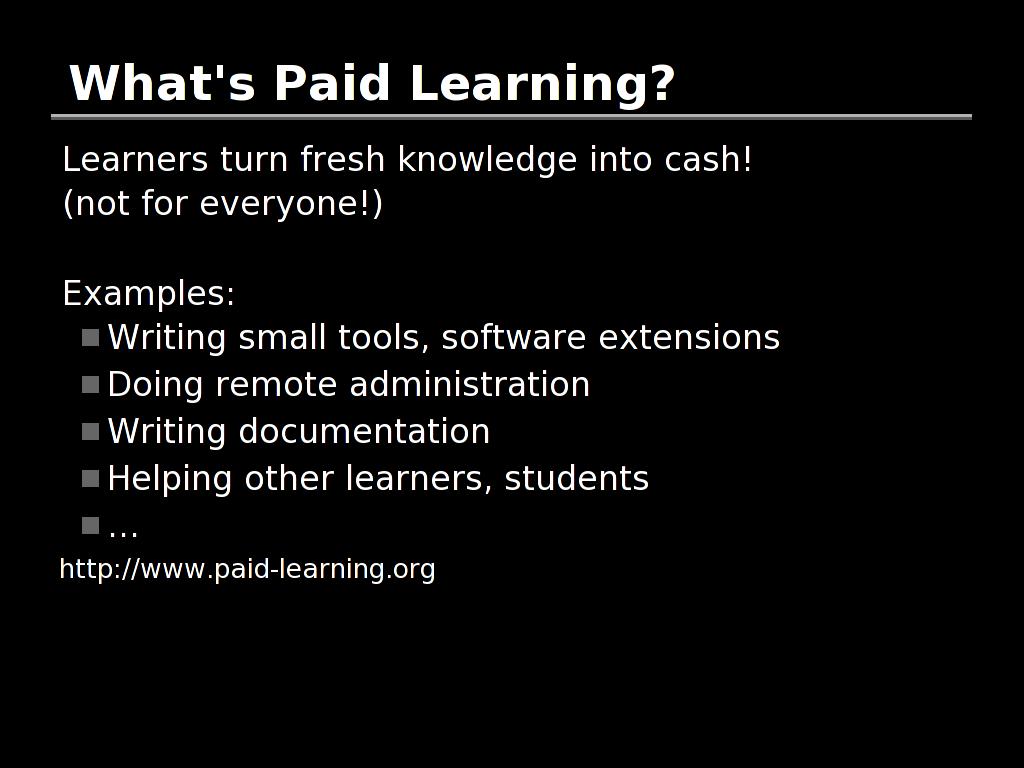 What's Paid Learning?
Learners turn fresh knowledge into cash!
(not for everyone!)
Examples:
Writing small tools, software extensions
Doing remote administration
Writing documentation
Helping other learners, students
...
http://www.paid-learning.org